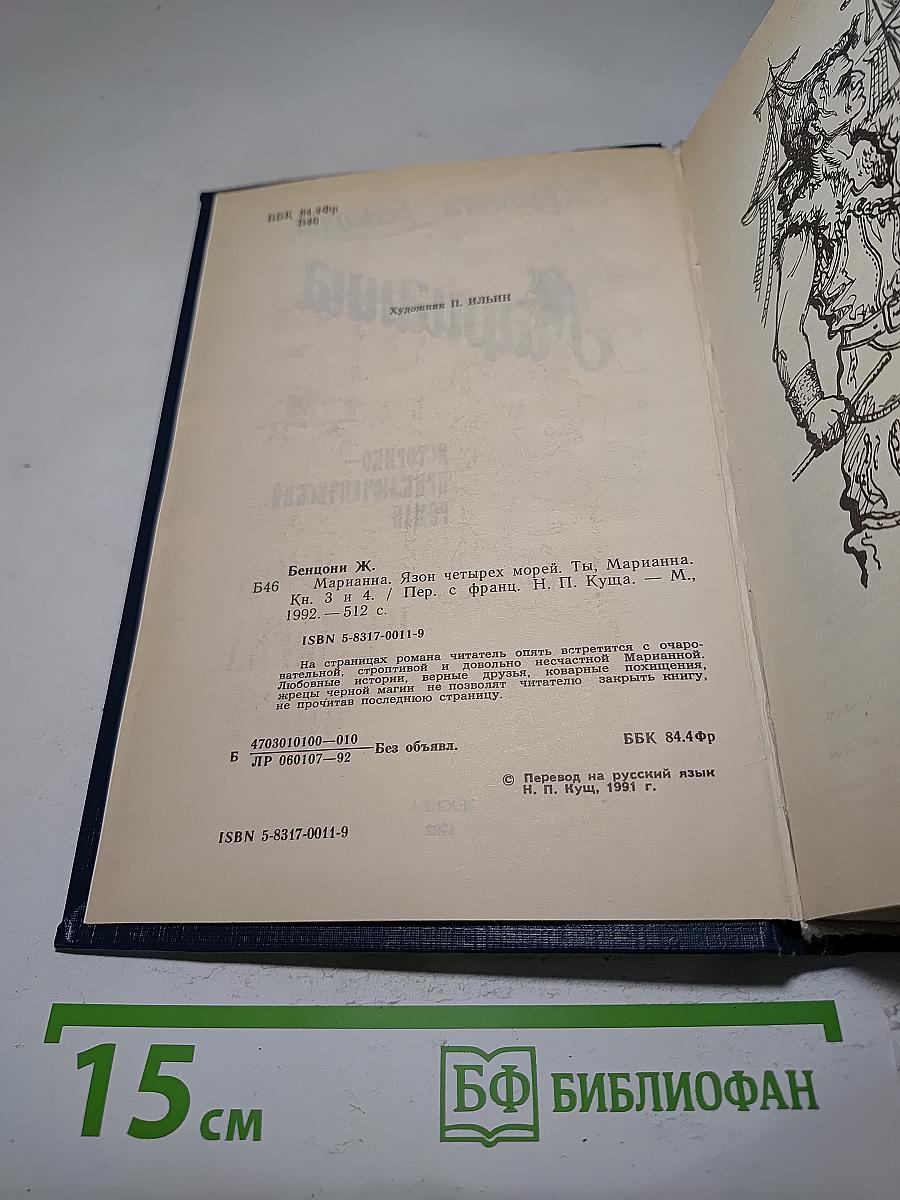 ББК 84.4Фр
Б46
Художник П. ИЛЬИН
Бенцони Ж.
Б46 Марианна. Язон четырех морей. Ты, Марианна.
Кн. 3 и 4. / Пер. с франц. Н. П. Куща. — М.,
1992. — 512 с.
ISBN 5-8317-0011-9
На страницах романа читатель опять встретится с очаро-
вательной, строптивой и довольно несчастной Марианной.
Любовные истории, верные друзья, коварные похищения,
жрецы черной магии не позволят читателю закрыть книгу,
не прочитав последнюю страницу.
Б 4703010100—010
ЛР 060107—92 —Без объявл.
ББК 84.4Фр
© Перевод на русский язык
Н. П. Кущ, 1991 г.
ISBN 5-8317-0011-9
15 см
БФ БИБЛИОФАН